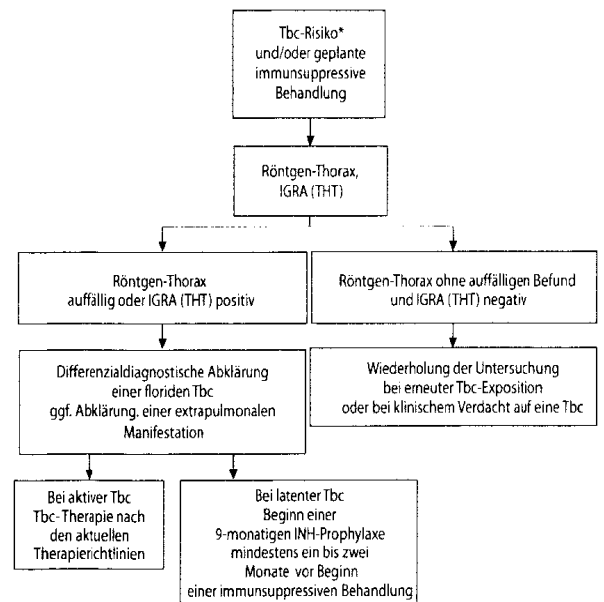 Tbc-Risiko*
und/oder geplante
immunsuppressive
Behandlung
Röntgen-Thorax,
IGRA (THT)
Röntgen-Thorax
auffällig oder IGRA (THT) positiv
Röntgen-Thorax ohne auffälligen Befund
und IGRA (THT) negativ
Differenzialdiagnostische Abklärung
einer floriden Tbc
ggf. Abklärung. einer extrapulmonalen
Manifestation
Wiederholung der Untersuchung
bei erneuter Tbc-Exposition
oder bei klinischem Verdacht auf eine Tbc
Bei aktiver Tbc
Tbc-Therapie nach
den aktuellen
Therapierichtlinien
Bei latenter Tbc
Beginn einer
9-monatigen INH-Prophylaxe
mindestens ein bis zwei
Monate vor Beginn
einer immunsuppressiven Behandlung